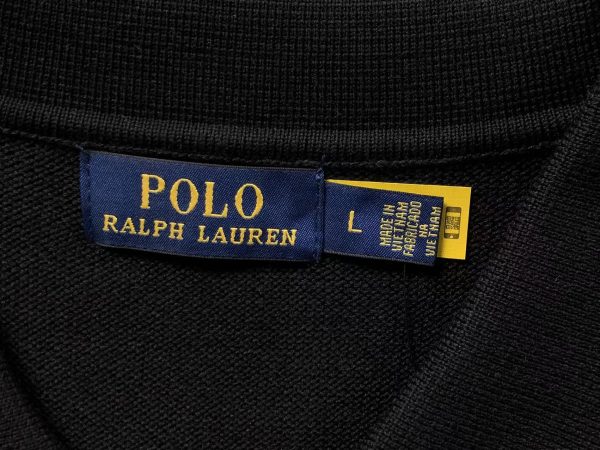 POLO
RALPH LAUREN
L
MADE IN
VIETNAM
FABRICADO
NA
VIETNAM